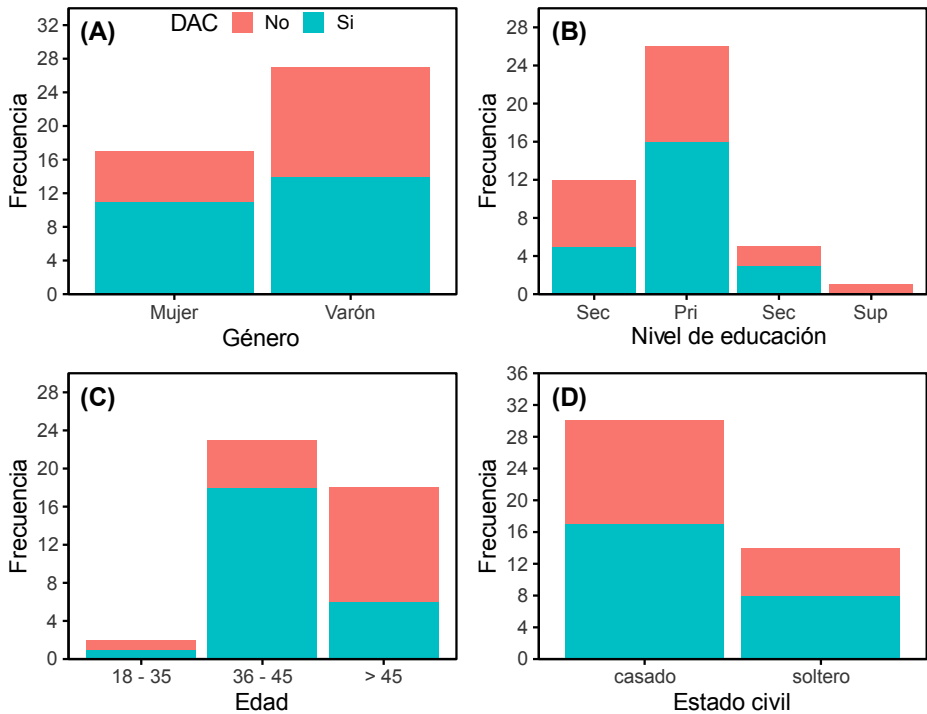 (A)
DAC No Si
32
28
24
20
16
12
8
4
0
Frecuencia
Mujer Varón
Género
(B)
28
24
20
16
12
8
4
0
Frecuencia
Sec Pri Sec Sup
Nivel de educación
(C)
28
24
20
16
12
8
4
0
Frecuencia
18 - 35 36 - 45 > 45
Edad
(D)
36
32
28
24
20
16
12
8
4
0
Frecuencia
casado soltero
Estado civil